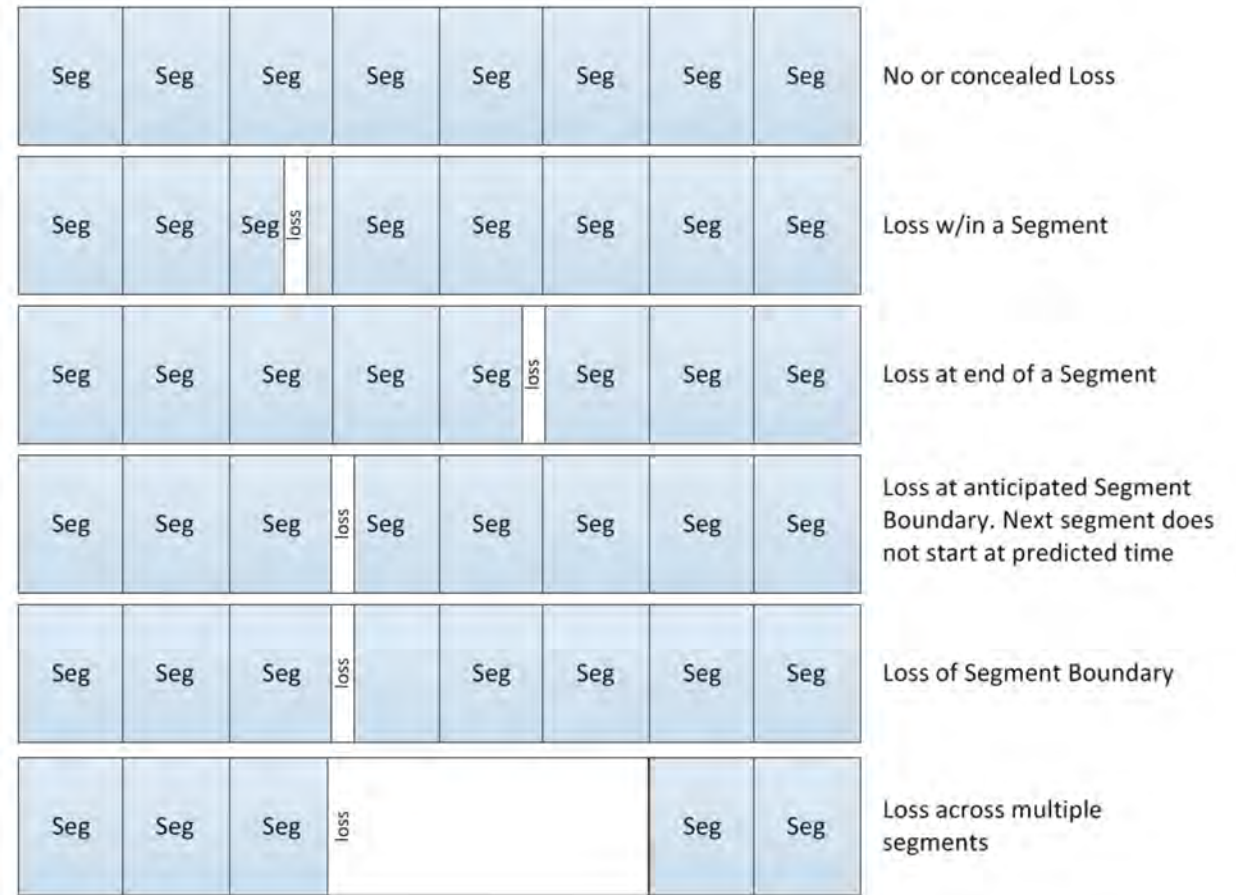 Seg Seg Seg Seg Seg Seg Seg Seg No or concealed Loss
Seg Seg Seg loss Seg Seg Seg Seg Seg Loss w/in a Segment
Seg Seg Seg Seg Seg loss Seg Seg Seg Loss at end of a Segment
Seg Seg Seg loss Seg Seg Seg Seg Seg Loss at anticipated Segment
Boundary. Next segment does
not start at predicted time
Seg Seg Seg loss Seg Seg Seg Seg Loss of Segment Boundary
Seg Seg Seg loss Seg Seg Loss across multiple
segments